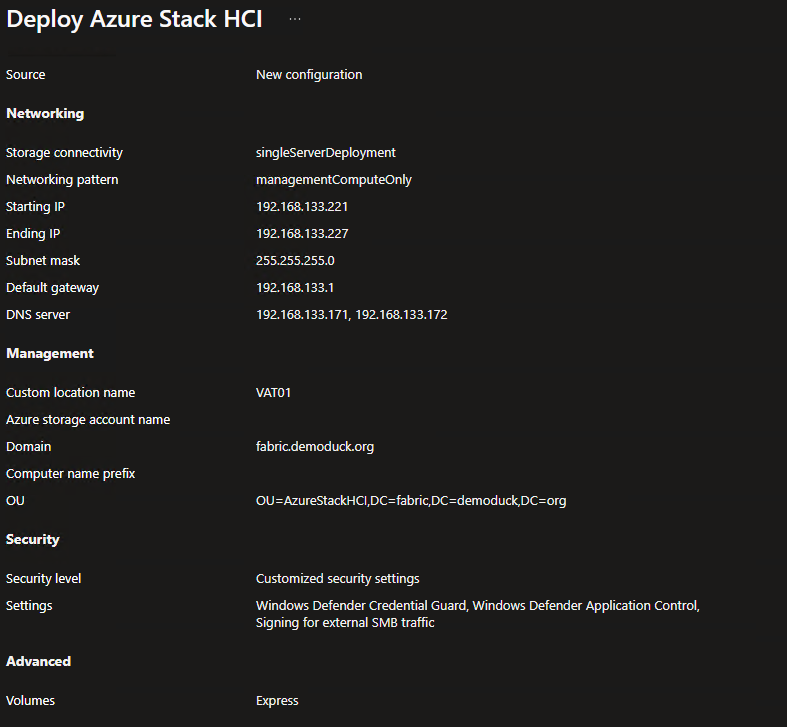 Deploy Azure Stack HCI ...
Source New configuration
Networking
Storage connectivity singleServerDeployment
Networking pattern managementComputeOnly
Starting IP 192.168.133.221
Ending IP 192.168.133.227
Subnet mask 255.255.255.0
Default gateway 192.168.133.1
DNS server 192.168.133.171, 192.168.133.172
Management
Custom location name VAT01
Azure storage account name
Domain fabric.demoduck.org
Computer name prefix
OU OU=AzureStackHCI,DC=fabric,DC=demoduck,DC=org
Security
Security level Customized security settings
Settings Windows Defender Credential Guard, Windows Defender Application Control,
Signing for external SMB traffic
Advanced
Volumes Express